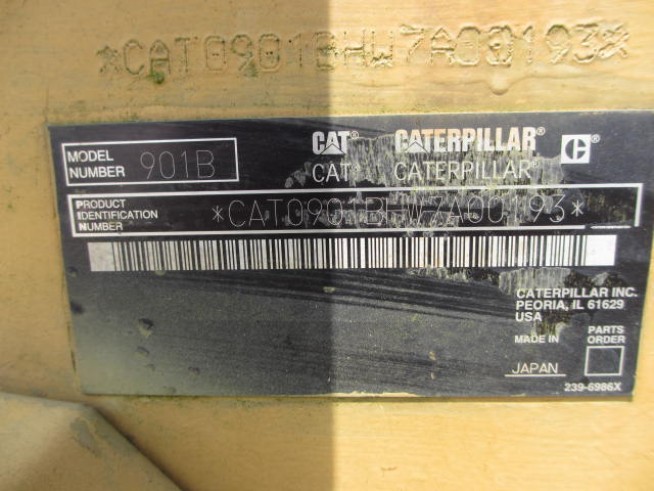 *CAT0901BHW7A00193*
CAT® CATERPILLAR® C®
MODEL NUMBER 901B CAT CATERPILLAR
PRODUCT
IDENTIFICATION *CAT0901BHW7A00193*
NUMBER
CATERPILLAR INC.
PEORIA, IL 61629
USA
MADE IN PARTS ORDER
JAPAN
239-6986X